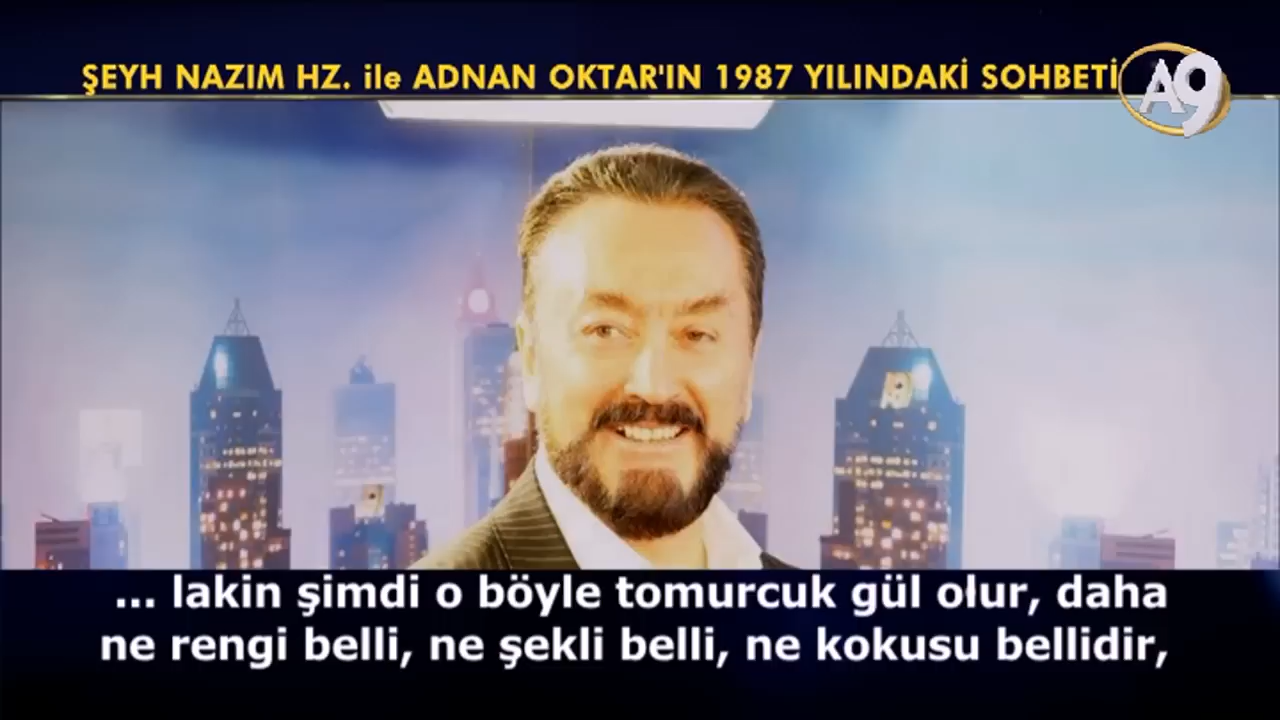 ŞEYH NAZIM HZ. ile ADNAN OKTAR'IN 1987 YILINDAKİ SOHBETİ
A9
... lakin şimdi o böyle tomurcuk gül olur, daha
ne rengi belli, ne şekli belli, ne kokusu bellidir,